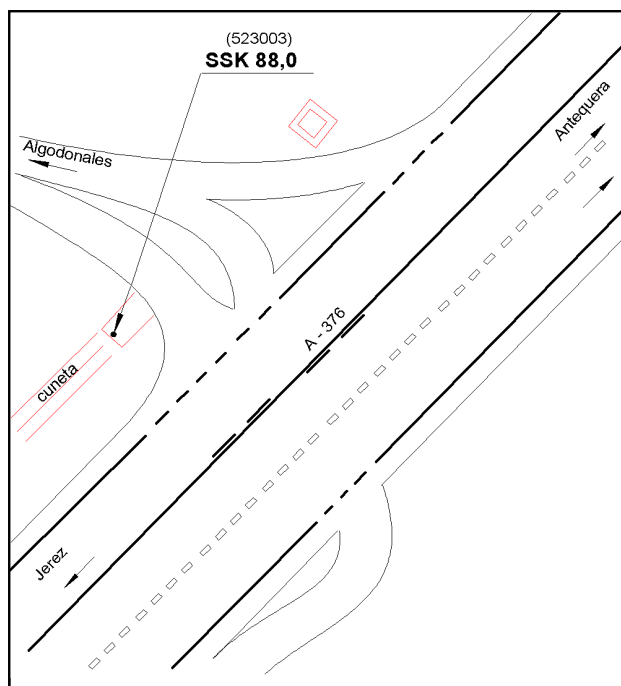 (523003)
SSK 88,0
Algodonales
Antequera
A - 376
cuneta
Jerez